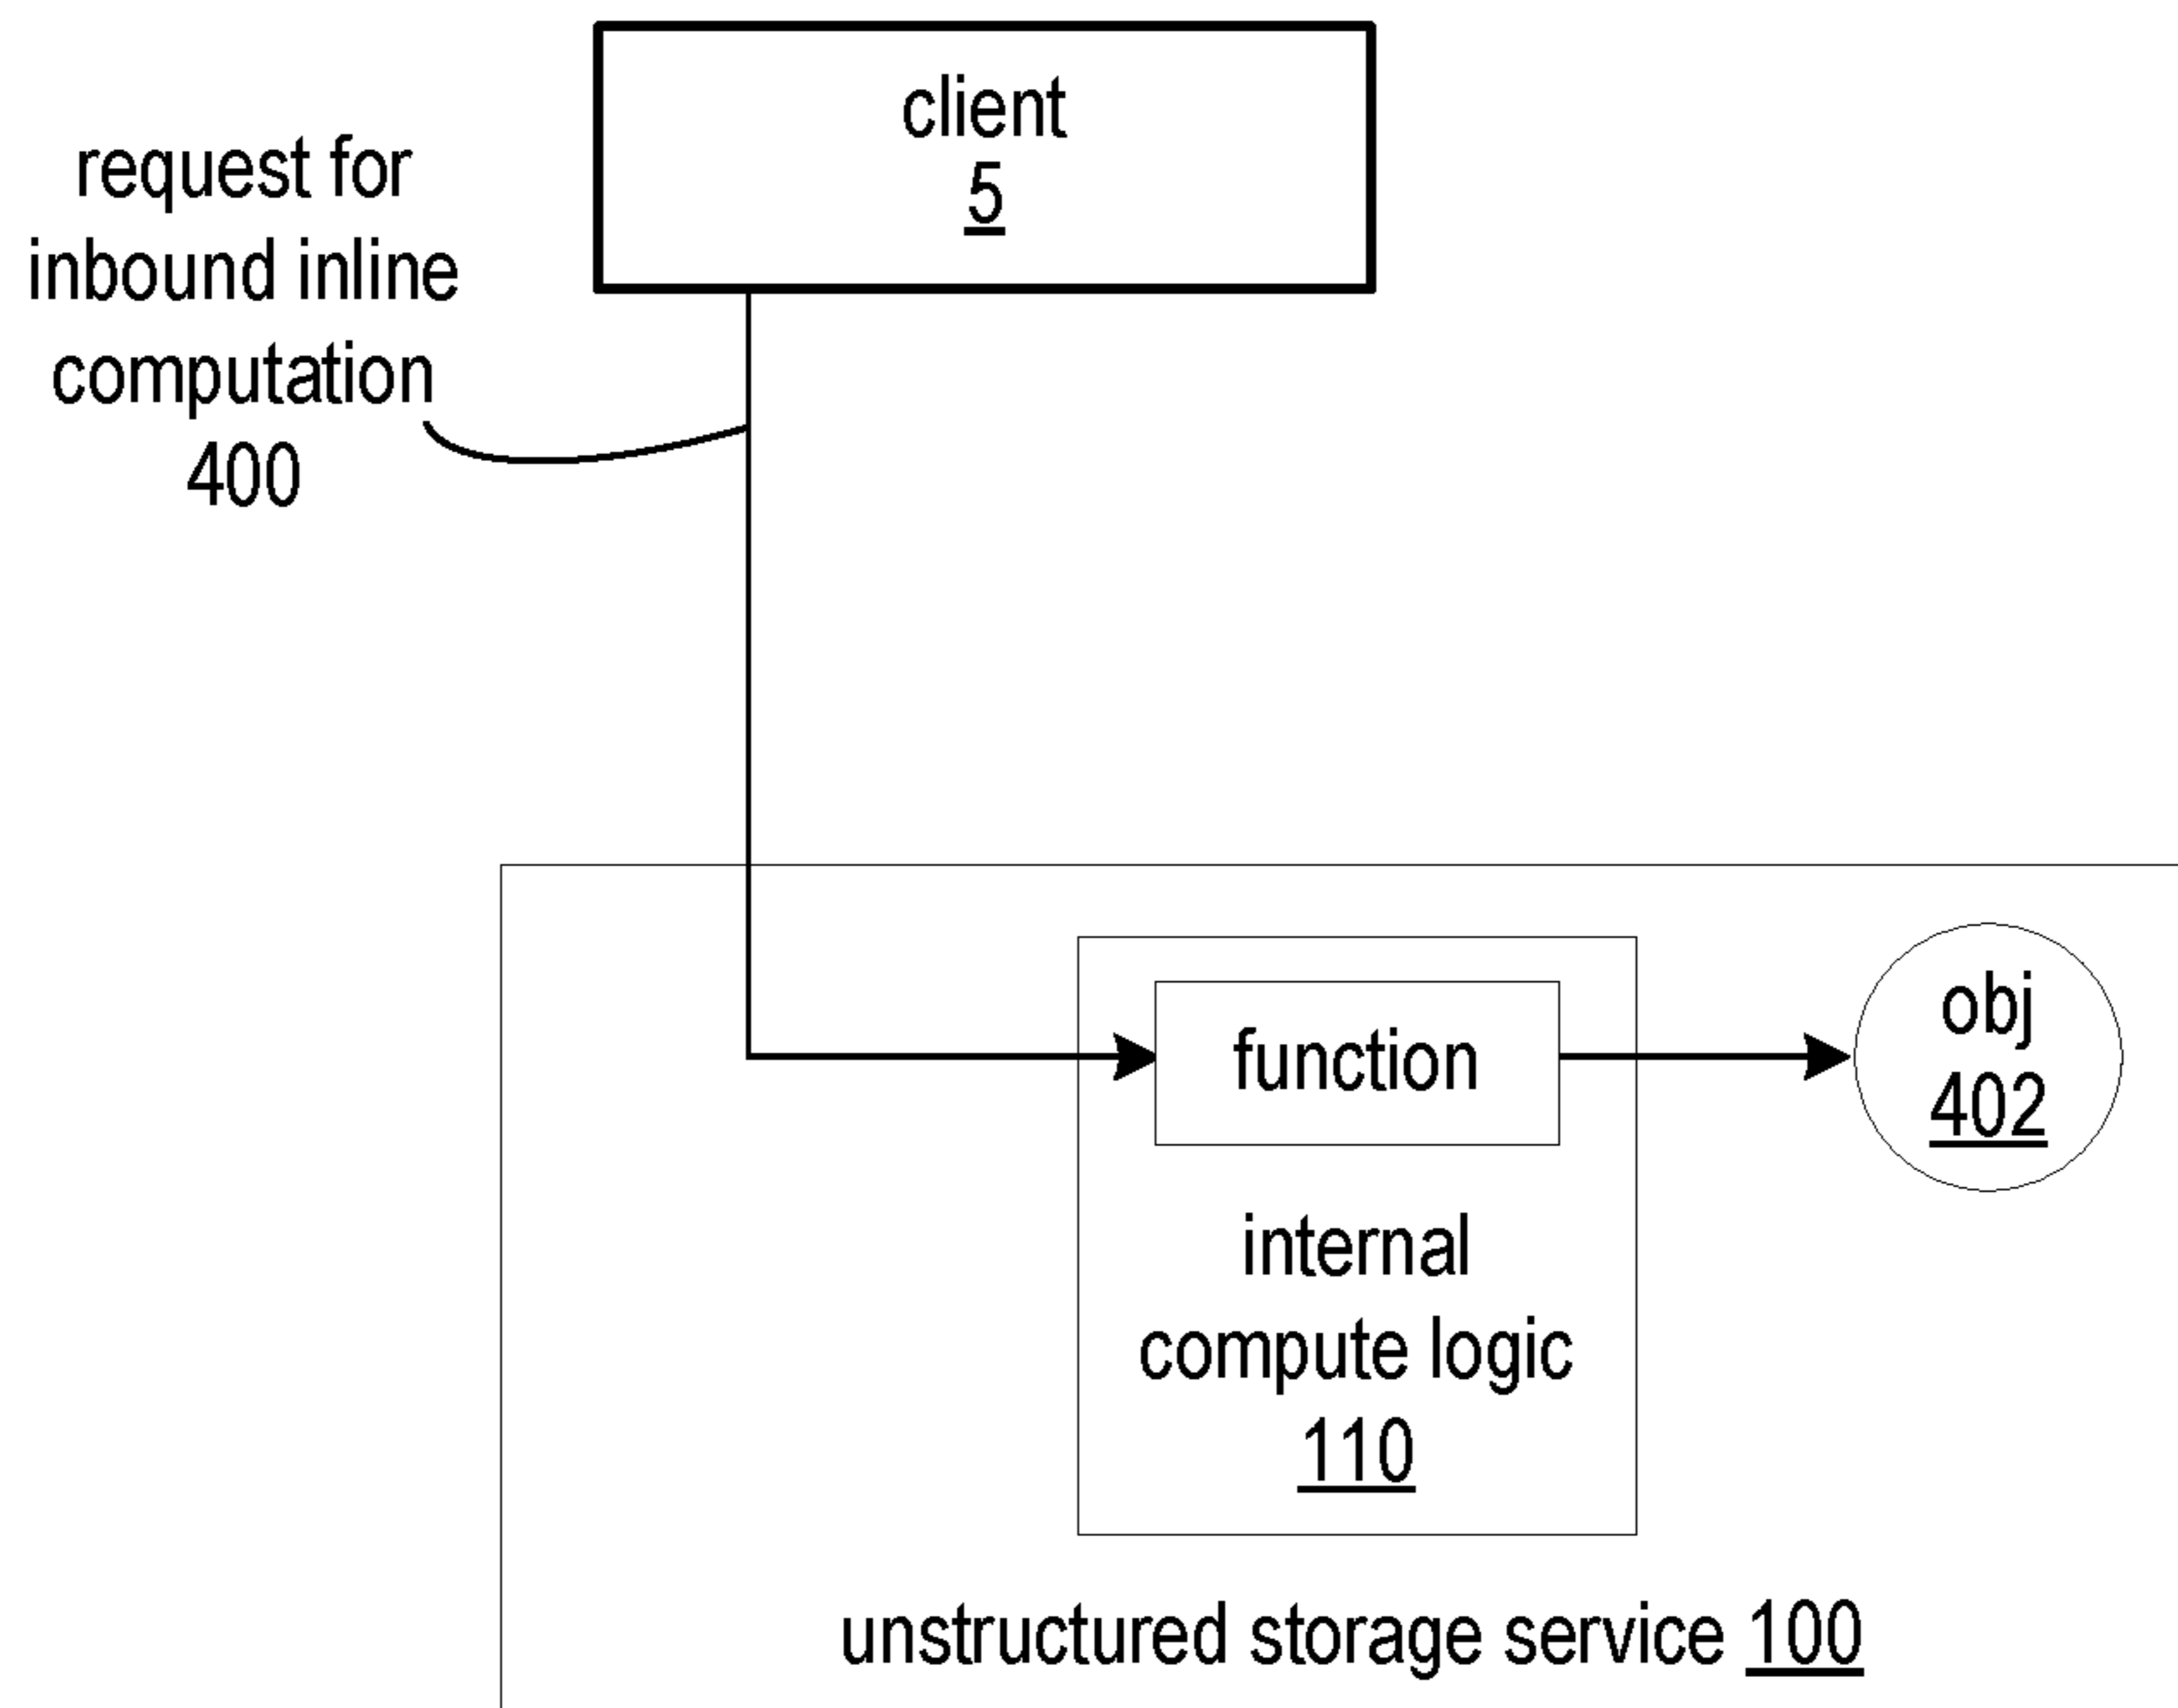 client
5
request for
inbound inline
computation
400
function
obj
402
internal
compute logic
110
unstructured storage service 100